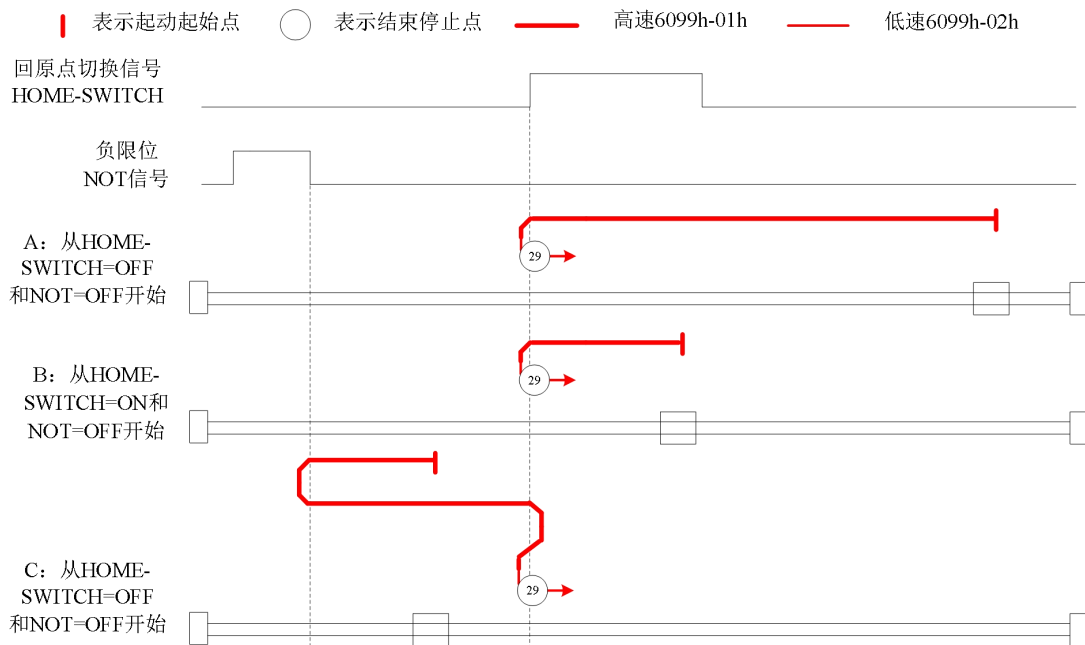 表示起动起始点
表示结束停止点
高速6099h-01h
低速6099h-02h
回原点切换信号
HOME-SWITCH
负限位
NOT信号
A：从HOME-
SWITCH=OFF
和NOT=OFF开始
29
B：从HOME-
SWITCH=ON和
NOT=OFF开始
29
C：从HOME-
SWITCH=OFF
和NOT=OFF开始
29